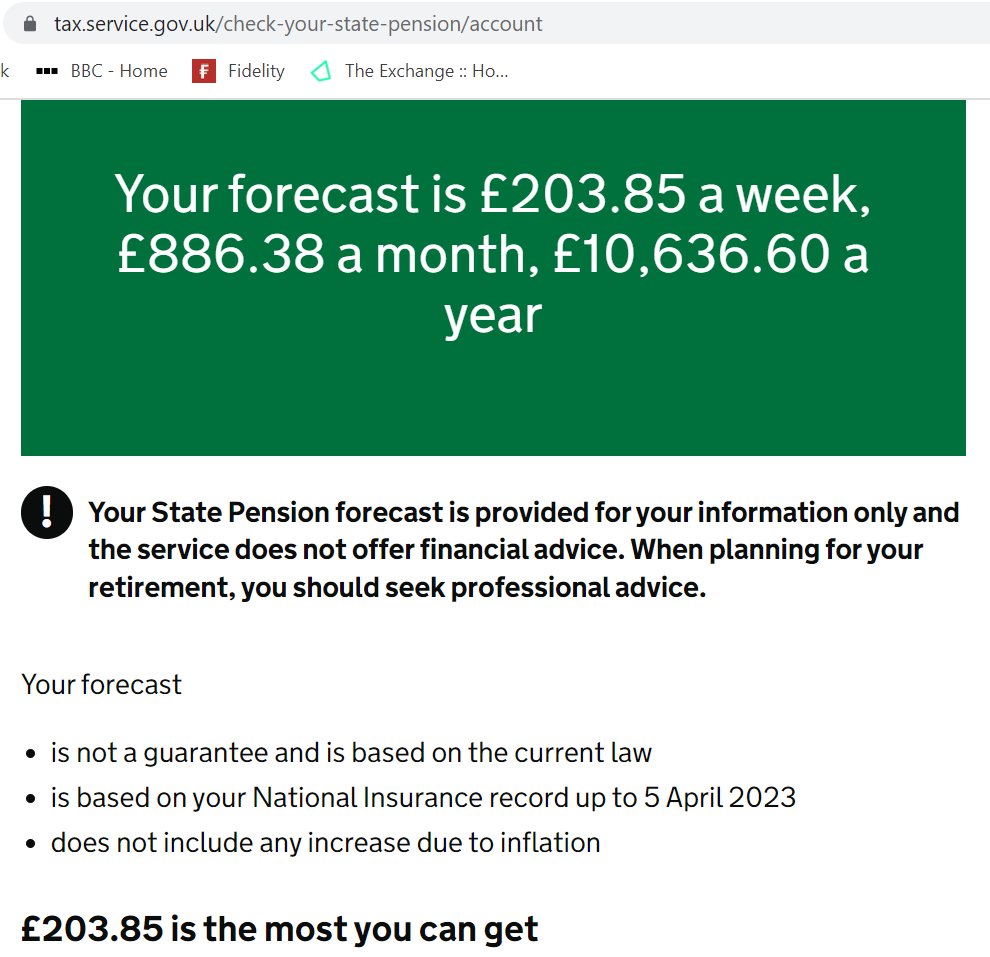 tax.service.gov.uk/check-your-state-pension/account
k BBC - Home Fidelity The Exchange :: Ho...
Your forecast is £203.85 a week,
£886.38 a month, £10,636.60 a
year
! Your State Pension forecast is provided for your information only and
the service does not offer financial advice. When planning for your
retirement, you should seek professional advice.
Your forecast
• is not a guarantee and is based on the current law
• is based on your National Insurance record up to 5 April 2023
• does not include any increase due to inflation
£203.85 is the most you can get